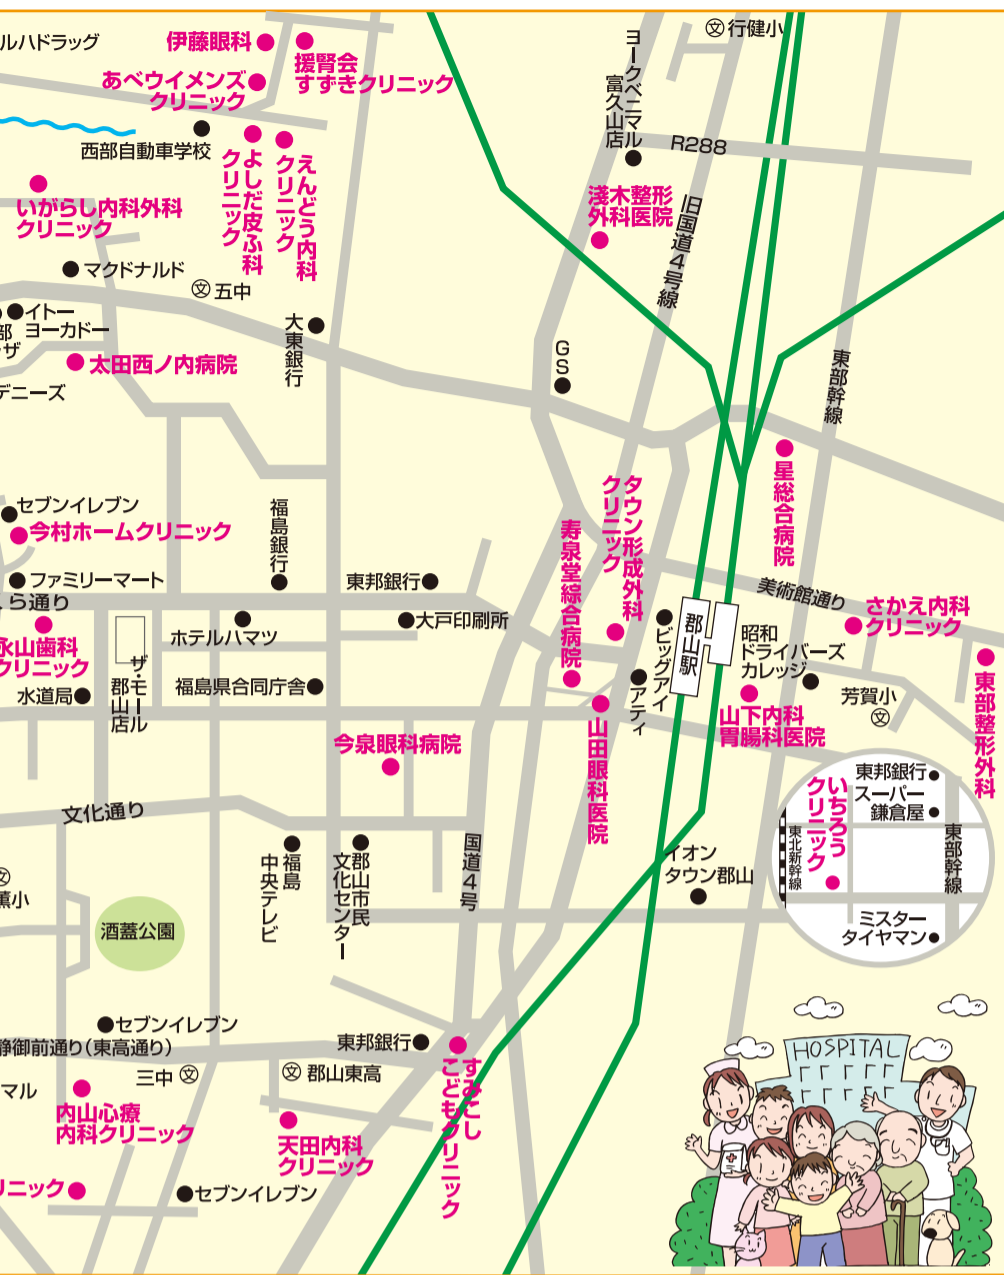 ルハドラッグ
伊藤眼科
援腎会
すずきクリニック
あべウイメンズ
クリニック
西部自動車学校
よしだ皮ふ科
クリニック
えんどう内科
クリニック
いがらし内科外科
クリニック
マクドナルド
文 五中
イトー
ヨーカドー
部
ザ
太田西ノ内病院
デニーズ
大東銀行
文 行健小
ヨークベニマル
富久山店
R288
淺木整形
外科医院
旧国道4号線
GS
東部幹線
星総合病院
セブンイレブン
今村ホームクリニック
福島銀行
ファミリーマート
ら通り
東邦銀行
大戸印刷所
タウン形成外科
クリニック
寿泉堂綜合病院
美術館通り
さかえ内科
クリニック
永山歯科
クリニック
ホテルハマツ
ザ・モール
郡山店
水道局
福島県合同庁舎
ビッグアイ
アティ
郡山駅
昭和
ドライバーズ
カレッジ
芳賀小
文
東部整形外科
山下内科
胃腸科医院
山田眼科医院
今泉眼科病院
文化通り
福島
中央テレビ
郡山市民
文化センター
国道4号
イオン
タウン郡山
東邦銀行
スーパー
鎌倉屋
いちろう
クリニック
東北新幹線
東部幹線
ミスター
タイヤマン
文
薫小
酒蓋公園
セブンイレブン
静御前通り(東高通り)
三中 文
マル
東邦銀行
文 郡山東高
すみこし
こどもクリニック
内山心療
内科クリニック
天田内科
クリニック
リニック
セブンイレブン
HOSPITAL